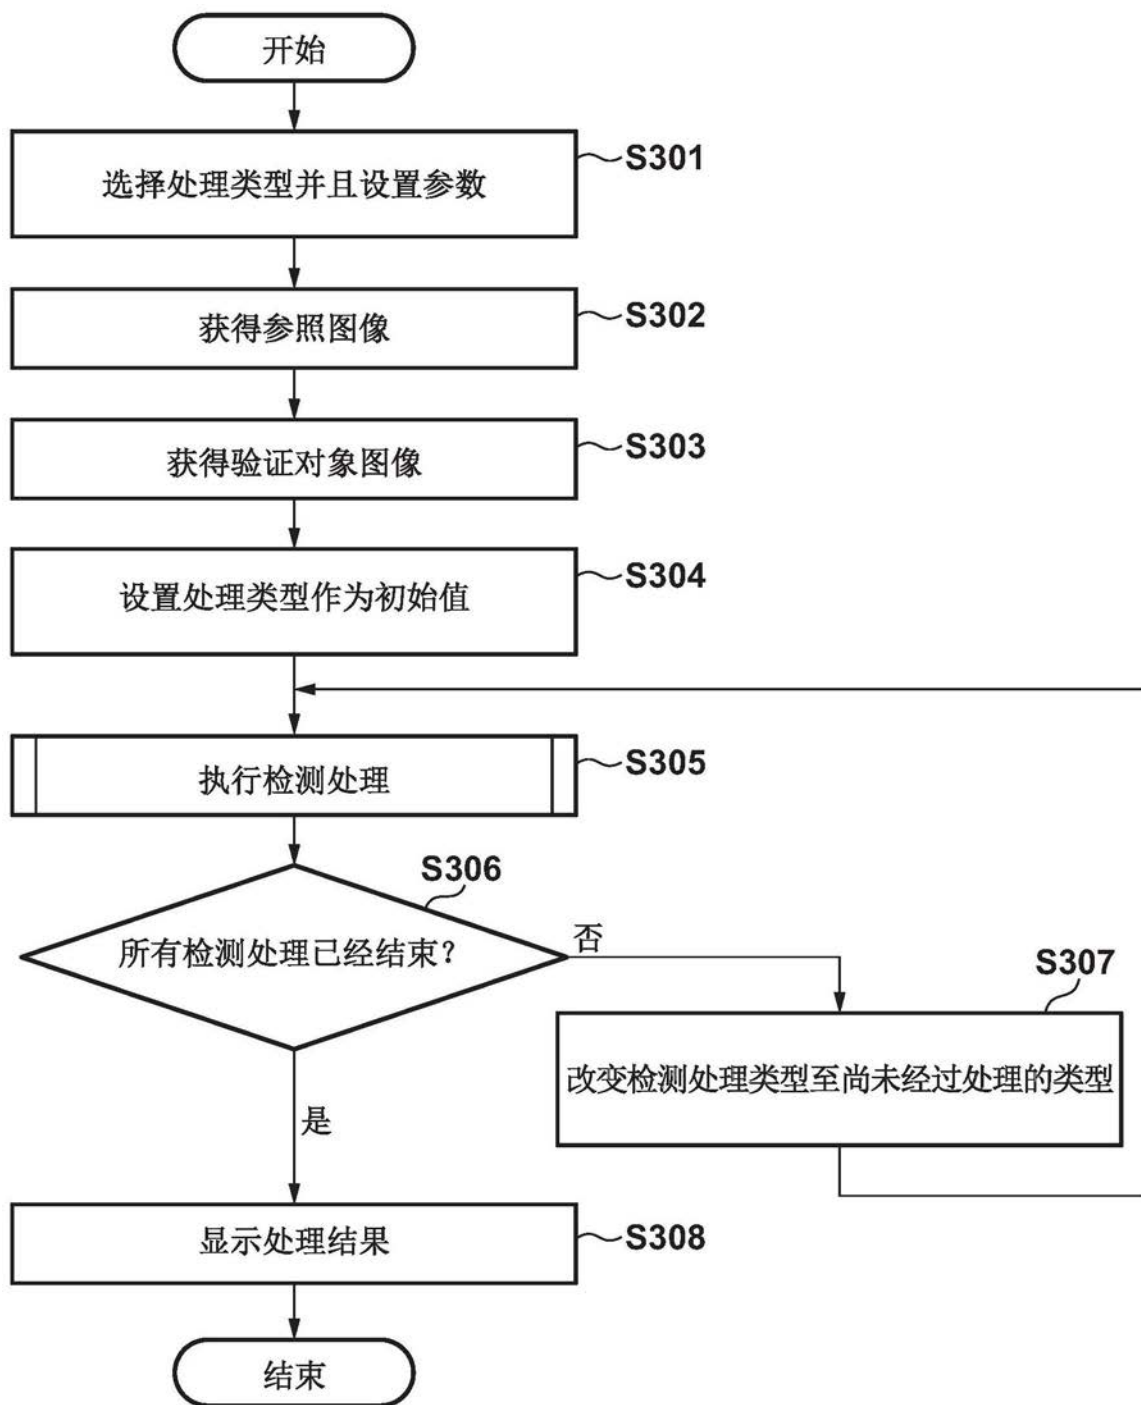 开始
选择处理类型并且设置参数
S301
获得参照图像
S302
获得验证对象图像
S303
设置处理类型作为初始值
S304
执行检测处理
S305
S306
所有检测处理已经结束?
否
S307
改变检测处理类型至尚未经过处理的类型
是
显示处理结果
S308
结束